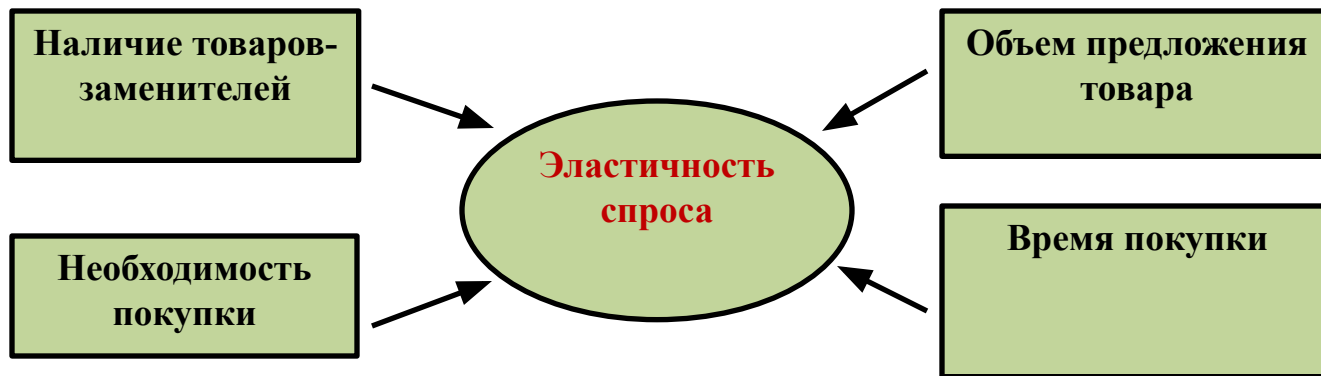 Наличие товаров-
заменителей
Объем предложения
товара
Эластичность
спроса
Необходимость
покупки
Время покупки